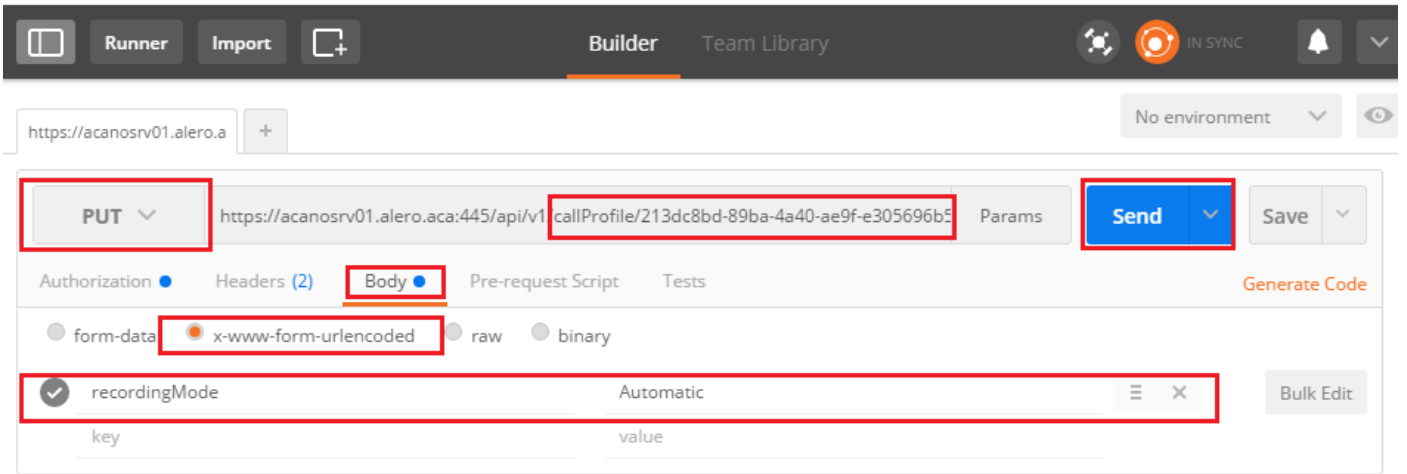 Runner Import Builder Team Library IN SYNC
https://acanosrv01.alero.a + No environment
PUT https://acanosrv01.alero.aca:445/api/v1/callProfile/213dc8bd-89ba-4a40-ae9f-e305696b5 Params Send Save
Authorization Headers (2) Body Pre-request Script Tests Generate Code
form-data x-www-form-urlencoded raw binary
recordingMode Automatic Bulk Edit
key value